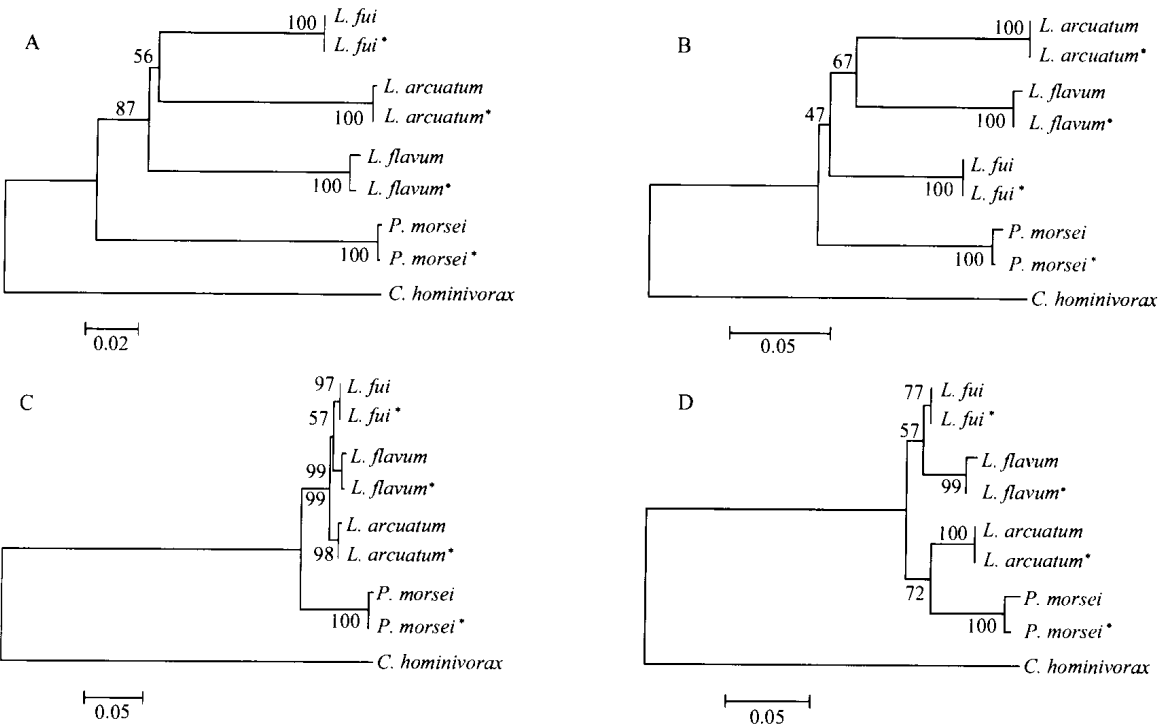 A
100
L. fui
L. fui*
56
L. arcuatum
L. arcuatum*
100
87
L. flavum
L. flavum*
100
P. morsei
P. morsei*
100
C. hominivorax
0.02
B
100
L. arcuatum
L. arcuatum*
67
L. flavum
L. flavum*
100
47
L. fui
L. fui*
100
P. morsei
P. morsei*
100
C. hominivorax
0.05
C
97
L. fui
L. fui*
57
L. flavum
99
L. flavum*
99
L. arcuatum
98
L. arcuatum*
P. morsei
100
P. morsei*
C. hominivorax
0.05
D
77
L. fui
L. fui*
57
L. flavum
99
L. flavum*
100
L. arcuatum
L. arcuatum*
72
P. morsei
100
P. morsei*
C. hominivorax
0.05